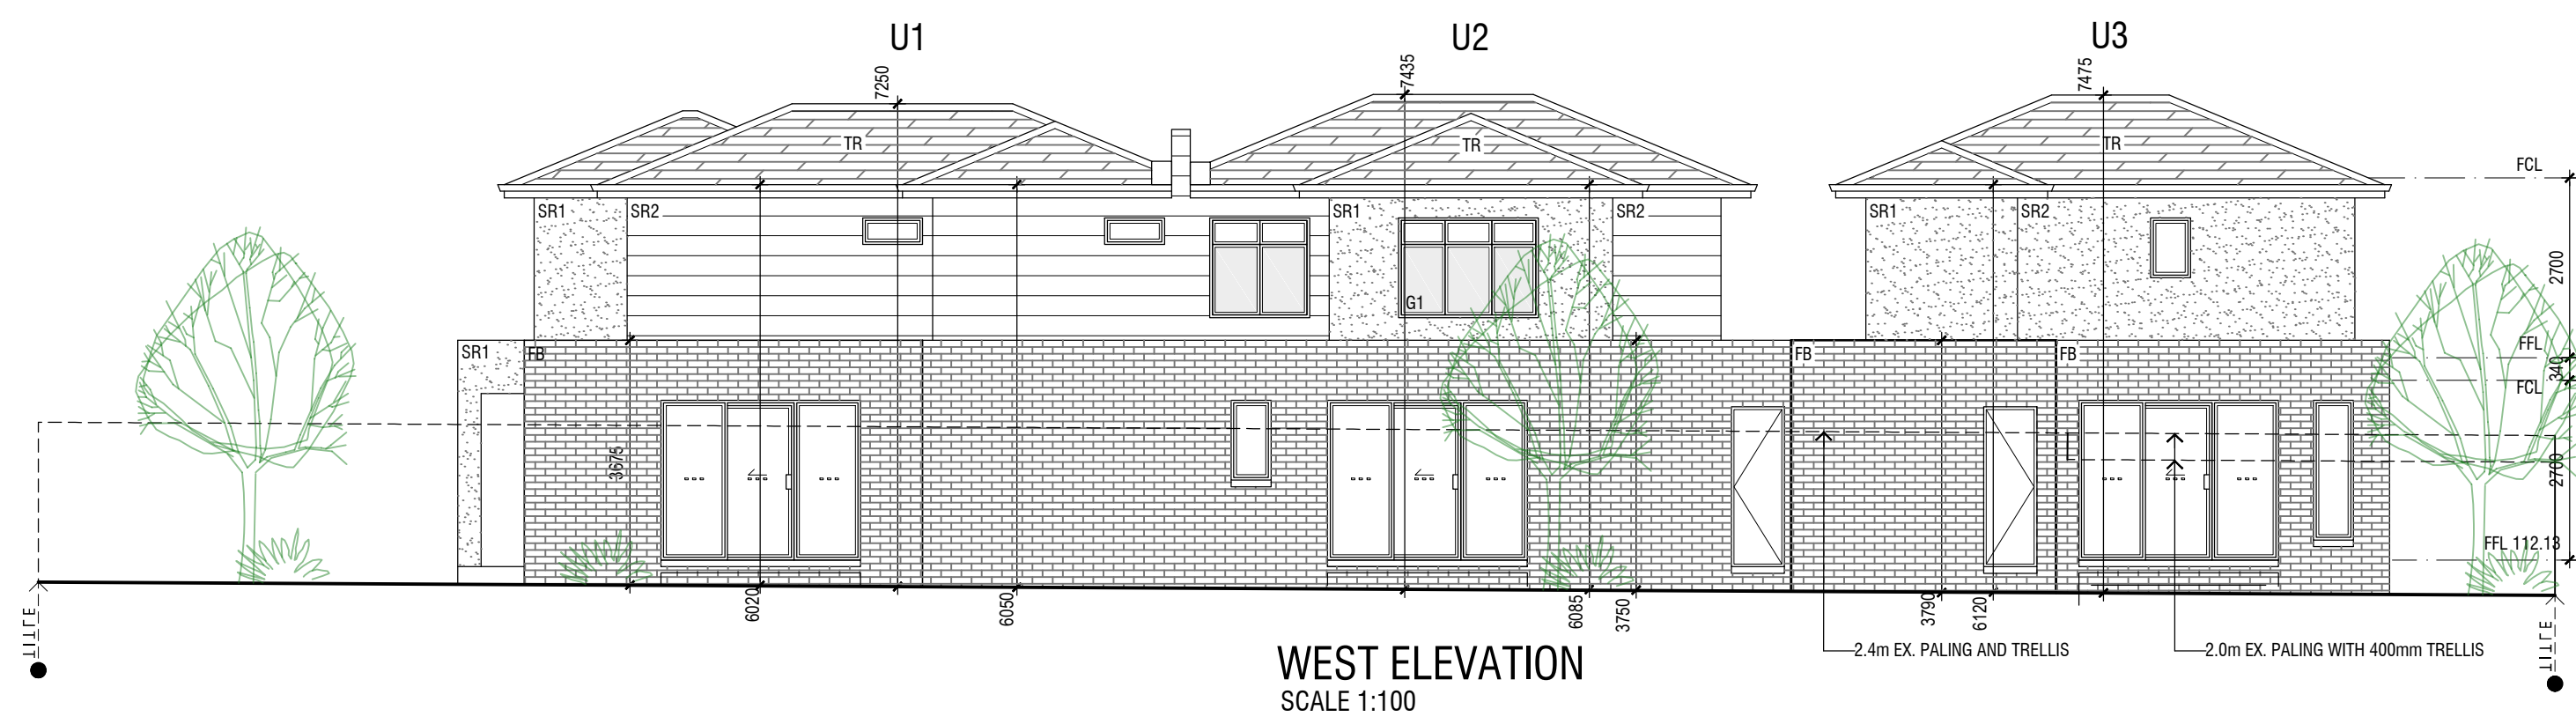 U1
U2
U3
7250
7435
7475
TR
TR
TR
FCL
SR1
SR2
SR1
SR2
SR1
SR2
2700
G1
SR1
FB
FB
FB
FFL
340
FCL
3675
2700
FFL 112.13
6020
6050
6085
3750
3790
6120
TITLE
TITLE
2.4m EX. PALING AND TRELLIS
2.0m EX. PALING WITH 400mm TRELLIS
WEST ELEVATION
SCALE 1:100